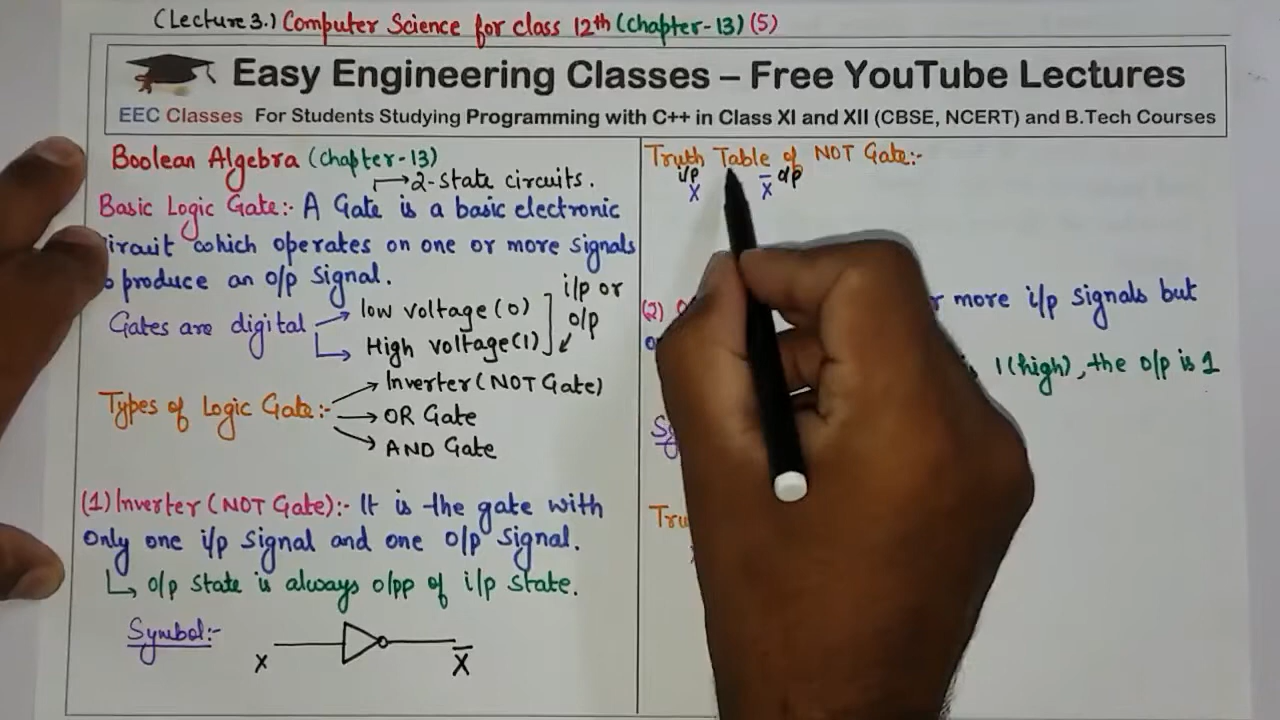 (Lecture 3.) Computer Science for class 12th (Chapter-13) (5)
Easy Engineering Classes – Free YouTube Lectures
EEC Classes For Students Studying Programming with C++ in Class XI and XII (CBSE, NCERT) and B.Tech Courses
Boolean Algebra (Chapter-13)
→ 2-state circuits.
Basic Logic Gate:- A Gate is a basic electronic
ircuit which operates on one or more signals
produce an o/p signal.
Gates are digital → low voltage (0)
→ High voltage (1)
i/p or
o/p
Types of Logic Gate:- → Inverter (NOT Gate)
→ OR Gate
→ AND Gate
(1) Inverter (NOT Gate):- It is the gate with
only one i/p signal and one o/p signal.
↳ o/p state is always opp of i/p state.
Symbol:-
X X̅
Truth Table of NOT Gate:-
i/p o/p
X X̅
(2)
more i/p signals but
1 (high), the o/p is 1